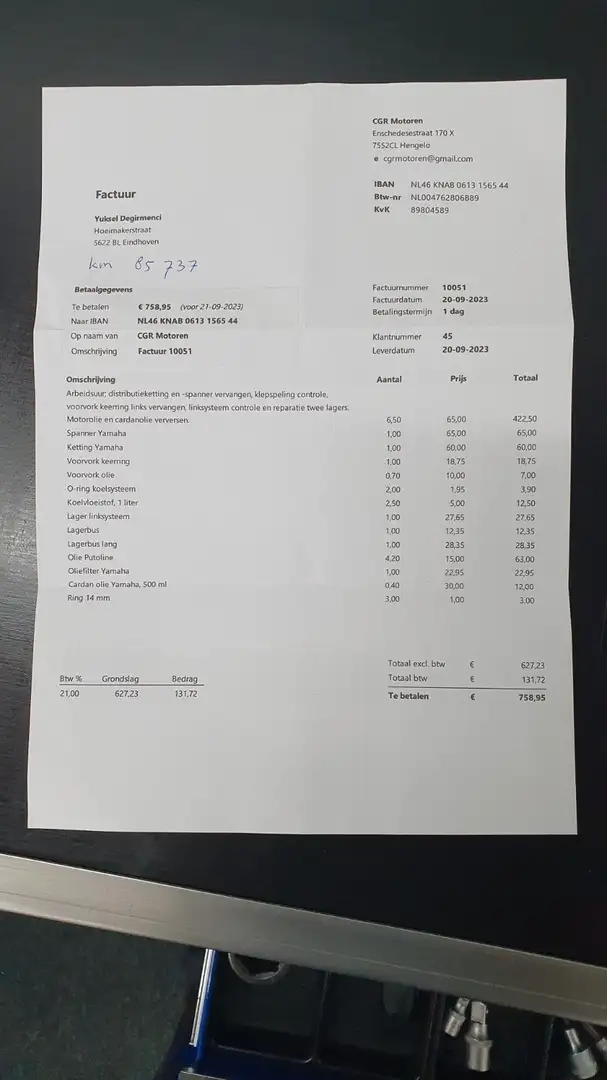 CGR Motoren
Enschedesestraat 170 X
7552CL Hengelo
e cgrmotoren@gmail.com
IBAN NL46 KNAB 0613 1565 44
Btw-nr NL004762806B89
KvK 89804589
Factuur
Yuksel Degirmenci
Hoeimakerstraat
5622 BL Eindhoven
km 85 737
Betaalgegevens
Te betalen € 758,95 (voor 21-09-2023)
Naar IBAN NL46 KNAB 0613 1565 44
Op naam van CGR Motoren
Omschrijving Factuur 10051
Factuurnummer 10051
Factuurdatum 20-09-2023
Betalingstermijn 1 dag
Klantnummer 45
Leverdatum 20-09-2023
Omschrijving Aantal Prijs Totaal
Arbeidsuur; distributieketting en -spanner vervangen, klepspeling controle,
voorvork keerring links vervangen, linksysteem controle en reparatie twee lagers.
Motorolie en cardanolie verversen. 6,50 65,00 422,50
Spanner Yamaha 1,00 65,00 65,00
Ketting Yamaha 1,00 60,00 60,00
Voorvork keerring 1,00 18,75 18,75
Voorvork olie 0,70 10,00 7,00
O-ring koelsysteem 2,00 1,95 3,90
Koelvloeistof, 1 liter 2,50 5,00 12,50
Lager linksysteem 1,00 27,65 27,65
Lagerbus 1,00 12,35 12,35
Lagerbus lang 1,00 28,35 28,35
Olie Putoline 4,20 15,00 63,00
Oliefilter Yamaha 1,00 22,95 22,95
Cardan olie Yamaha, 500 ml 0,40 30,00 12,00
Ring 14 mm 3,00 1,00 3,00
Totaal excl. btw € 627,23
Totaal btw € 131,72
Te betalen € 758,95
Btw % Grondslag Bedrag
21,00 627,23 131,72